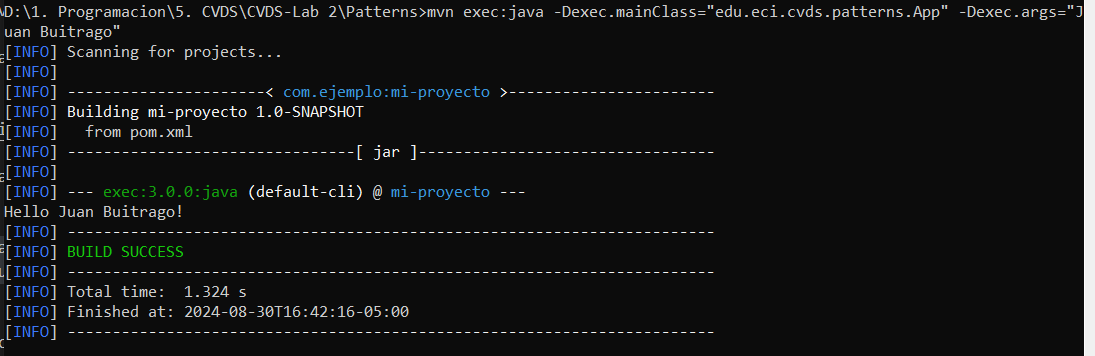 D:\1. Programacion\5. CVDS\CVDS-Lab 2\Patterns>mvn exec:java -Dexec.mainClass="edu.eci.cvds.patterns.App" -Dexec.args="J
uan Buitrago"
[INFO] Scanning for projects...
[INFO]
[INFO] ----------------------< com.ejemplo:mi-proyecto >-----------------------
[INFO] Building mi-proyecto 1.0-SNAPSHOT
[INFO]   from pom.xml
[INFO] --------------------------------[ jar ]---------------------------------
[INFO]
[INFO] --- exec:3.0.0:java (default-cli) @ mi-proyecto ---
Hello Juan Buitrago!
[INFO] ------------------------------------------------------------------------
[INFO] BUILD SUCCESS
[INFO] ------------------------------------------------------------------------
[INFO] Total time:  1.324 s
[INFO] Finished at: 2024-08-30T16:42:16-05:00
[INFO] ------------------------------------------------------------------------